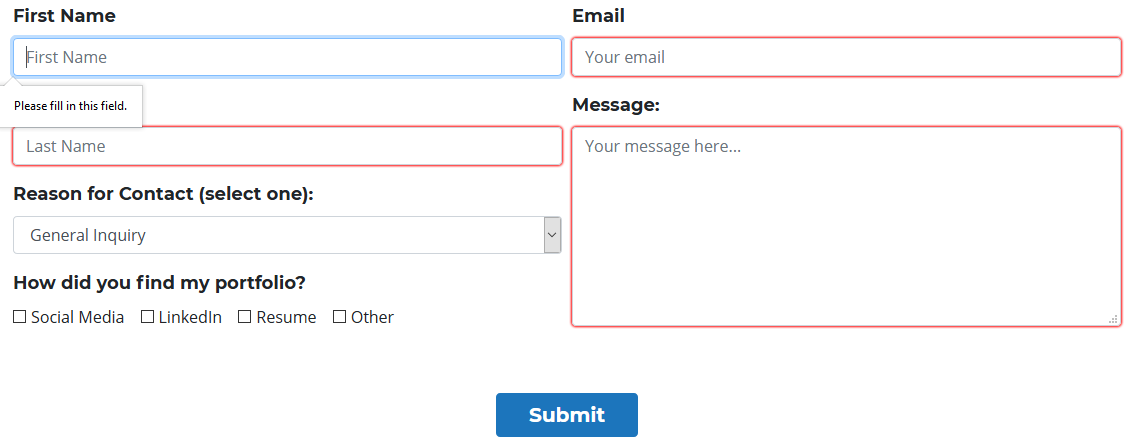 First Name
First Name
Please fill in this field.
Last Name
Reason for Contact (select one):
General Inquiry
How did you find my portfolio?
Social Media LinkedIn Resume Other
Email
Your email
Message:
Your message here...
Submit